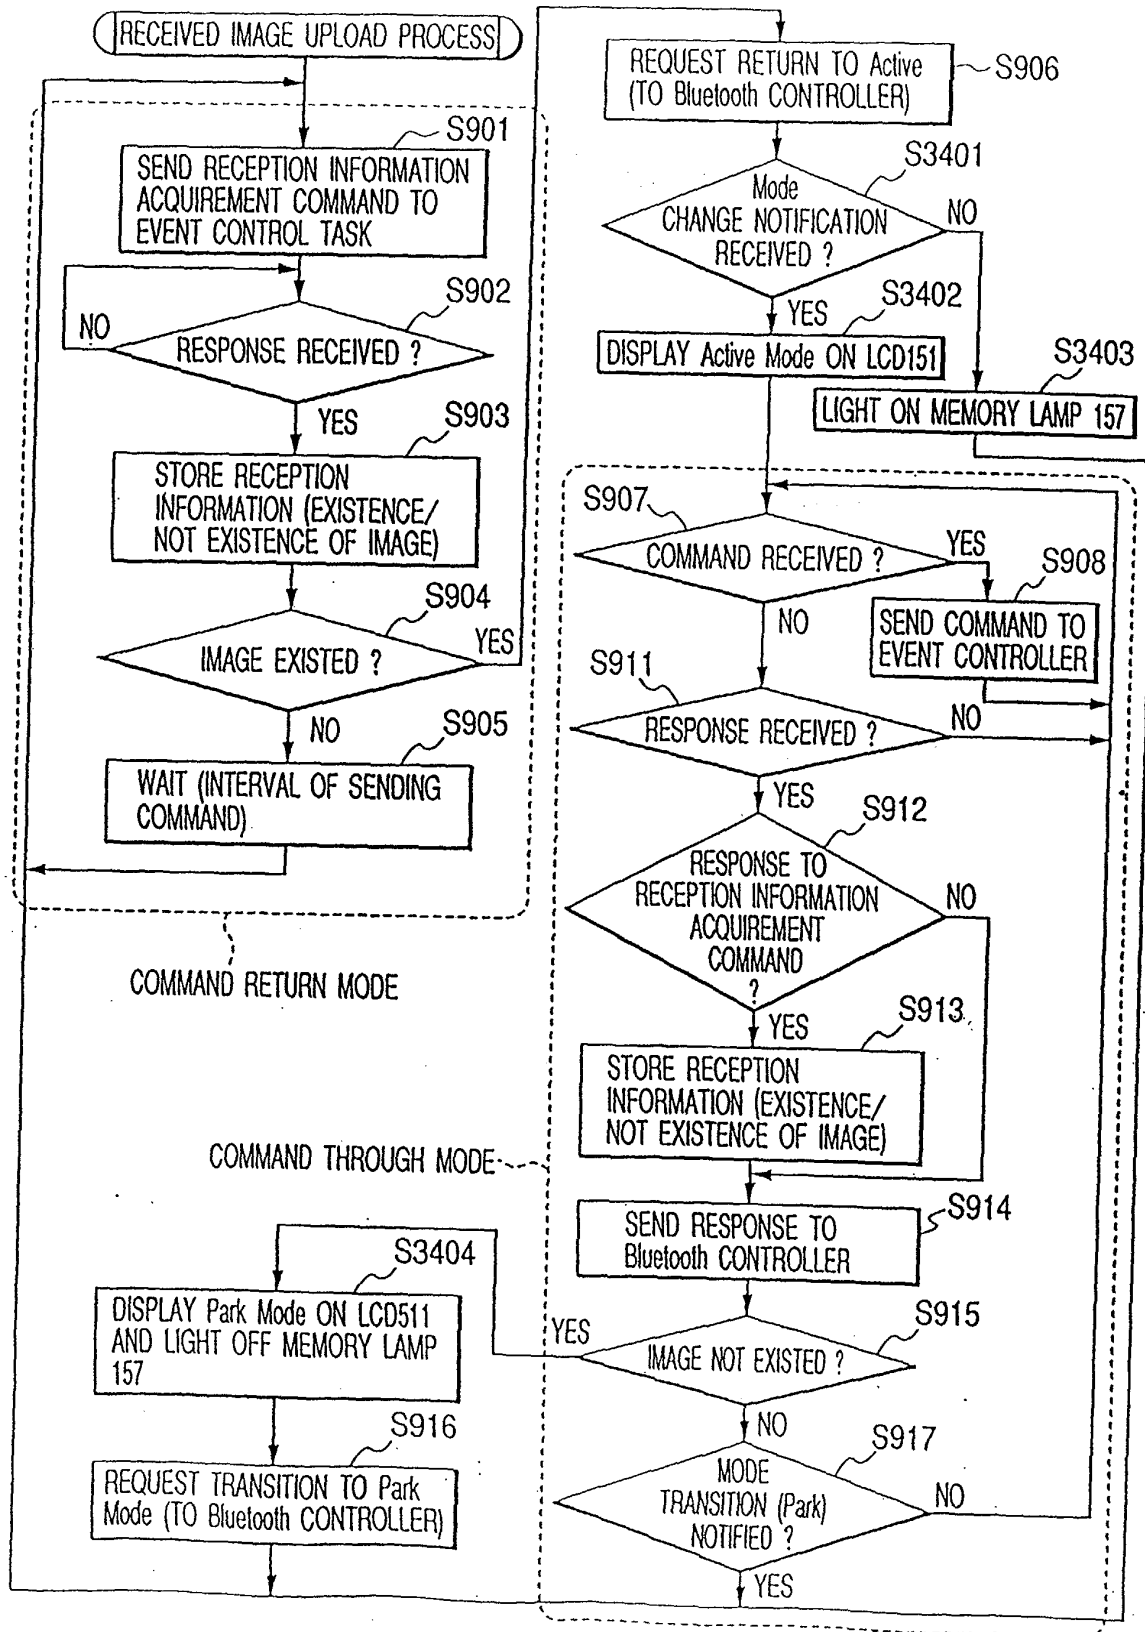 RECEIVED IMAGE UPLOAD PROCESS
S901
SEND RECEPTION INFORMATION
ACQUIREMENT COMMAND TO
EVENT CONTROL TASK
S902
NO
RESPONSE RECEIVED ?
YES
S903
STORE RECEPTION
INFORMATION (EXISTENCE/
NOT EXISTENCE OF IMAGE)
S904
YES
IMAGE EXISTED ?
NO
S905
WAIT (INTERVAL OF SENDING
COMMAND)
COMMAND RETURN MODE
REQUEST RETURN TO Active
(TO Bluetooth CONTROLLER)
S906
S3401
Mode
CHANGE NOTIFICATION
RECEIVED ?
NO
YES
S3402
DISPLAY Active Mode ON LCD151
S3403
LIGHT ON MEMORY LAMP 157
S907
COMMAND RECEIVED ?
YES
S908
NO
SEND COMMAND TO
EVENT CONTROLLER
S911
RESPONSE RECEIVED ?
NO
YES
S912
RESPONSE TO
RECEPTION INFORMATION
ACQUIREMENT
COMMAND
?
NO
YES
S913
STORE RECEPTION
INFORMATION (EXISTENCE/
NOT EXISTENCE OF IMAGE)
COMMAND THROUGH MODE
S914
SEND RESPONSE TO
Bluetooth CONTROLLER
S915
YES
IMAGE NOT EXISTED ?
NO
S917
MODE
TRANSITION (Park)
NOTIFIED ?
NO
YES
S3404
DISPLAY Park Mode ON LCD511
AND LIGHT OFF MEMORY LAMP
157
S916
REQUEST TRANSITION TO Park
Mode (TO Bluetooth CONTROLLER)